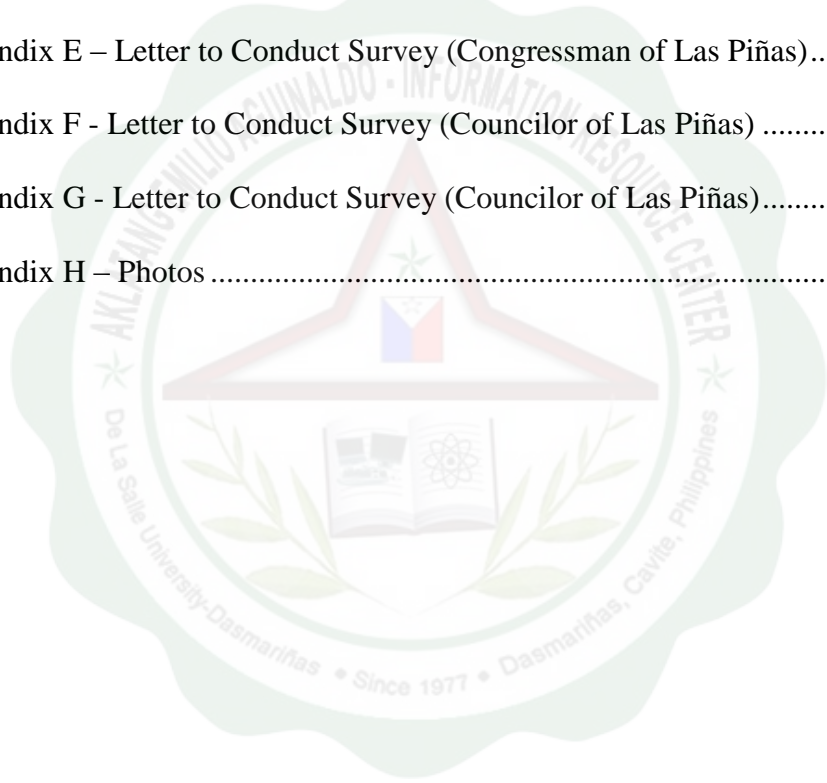 ndix E – Letter to Conduct Survey (Congressman of Las Piñas)..
ndix F - Letter to Conduct Survey (Councilor of Las Piñas) ........
ndix G - Letter to Conduct Survey (Councilor of Las Piñas)........
ndix H – Photos .............................................................................
AKLATANG EMILIO AGUINALDO - INFORMATION RESOURCE CENTER
De La Salle University-Dasmariñas • Since 1977 • Dasmariñas, Cavite, Philippines